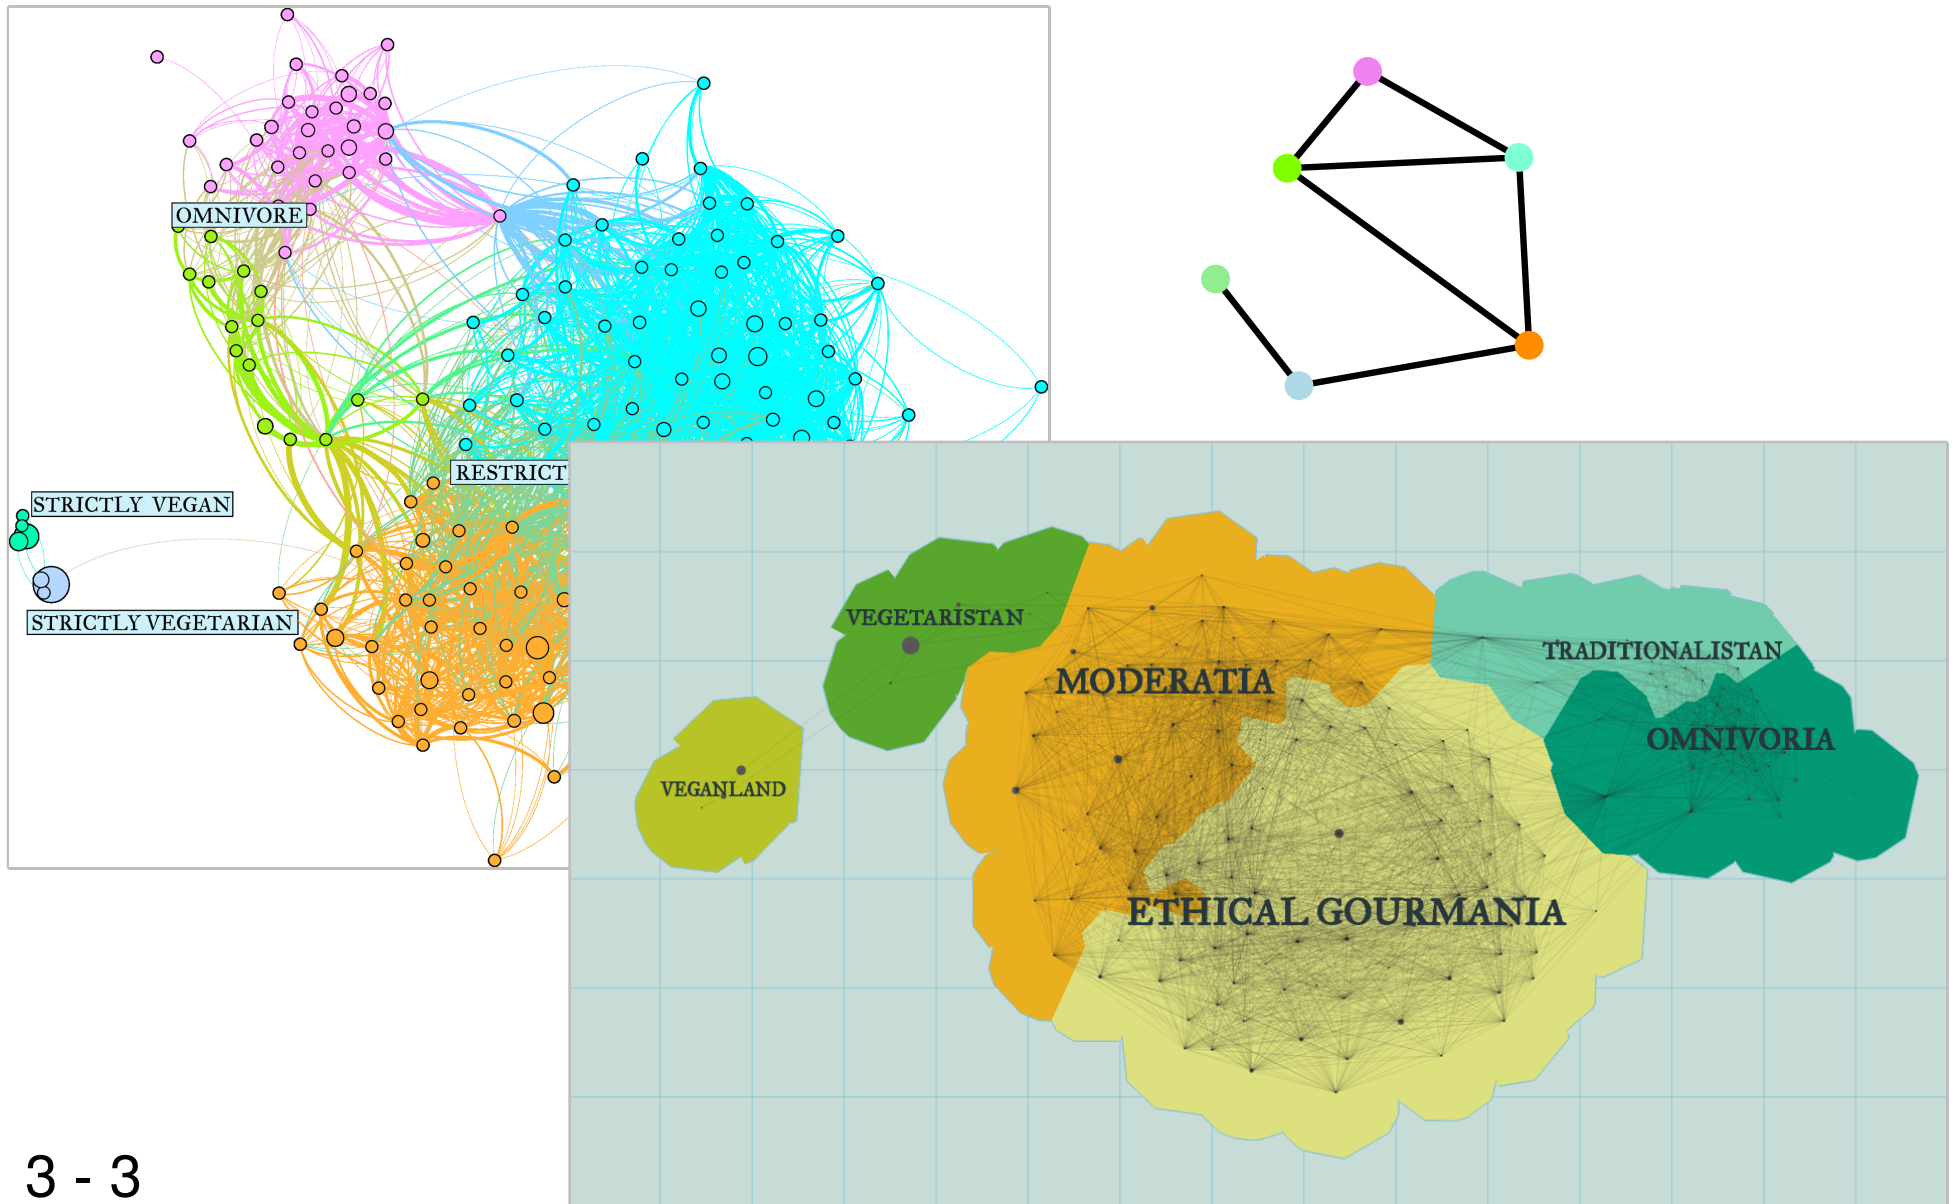 OMNIVORE
RESTRICT
STRICTLY VEGAN
STRICTLY VEGETARIAN
VEGETARISTAN
MODERATIA
TRADITIONALISTAN
OMNIVORIA
VEGANLAND
ETHICAL GOURMANIA
3 - 3